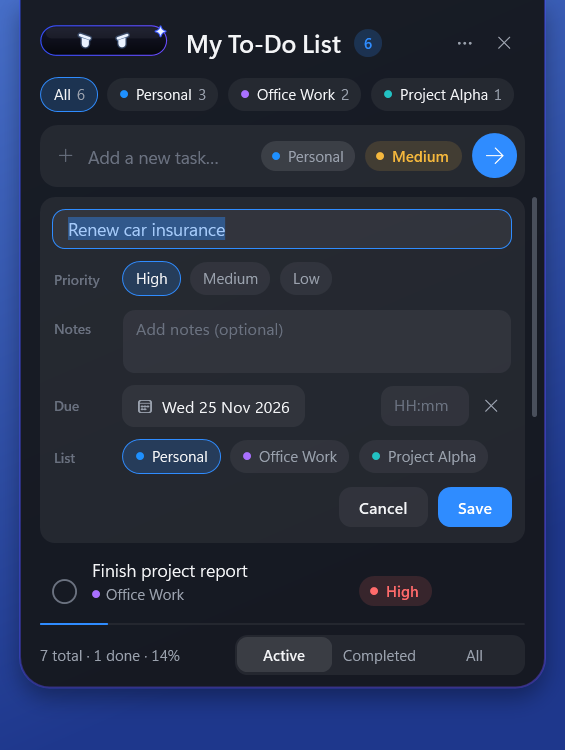 My To-Do List 6 ...
All 6 Personal 3 Office Work 2 Project Alpha 1
Add a new task... Personal Medium
Renew car insurance
Priority High Medium Low
Notes Add notes (optional)
Due Wed 25 Nov 2026 HH:mm
List Personal Office Work Project Alpha
Cancel Save
Finish project report
Office Work High
7 total · 1 done · 14% Active Completed All